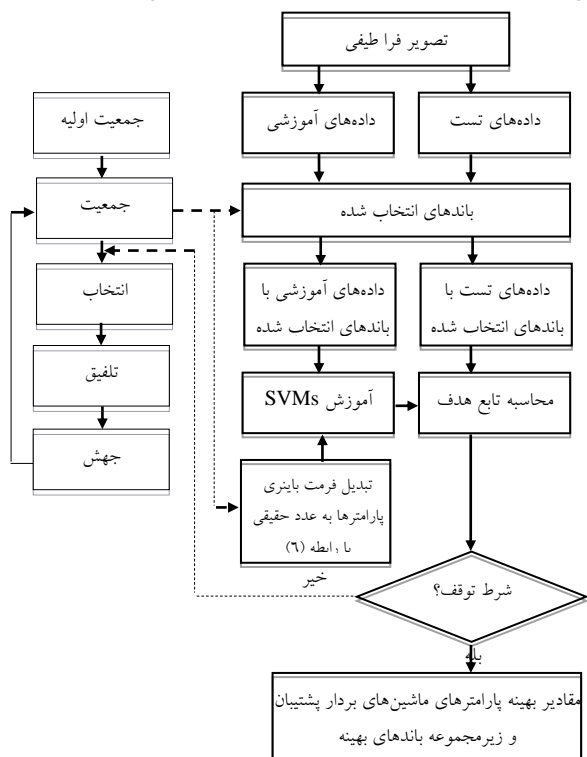 تصویر فرا طیفی
جمعیت اولیه
داده‌های آموزشی
داده‌های تست
جمعیت
باندهای انتخاب شده
انتخاب
داده‌های آموزشی با
باندهای انتخاب شده
داده‌های تست با
باندهای انتخاب شده
تلفیق
آموزش SVMs
محاسبه تابع هدف
جهش
تبدیل فرمت باینری
پارامترها به عدد حقیقی
با رابطه (٦)
خیر
شرط توقف؟
بله
مقادیر بهینه پارامترهای ماشین‌های بردار پشتیبان
و زیرمجموعه باندهای بهینه